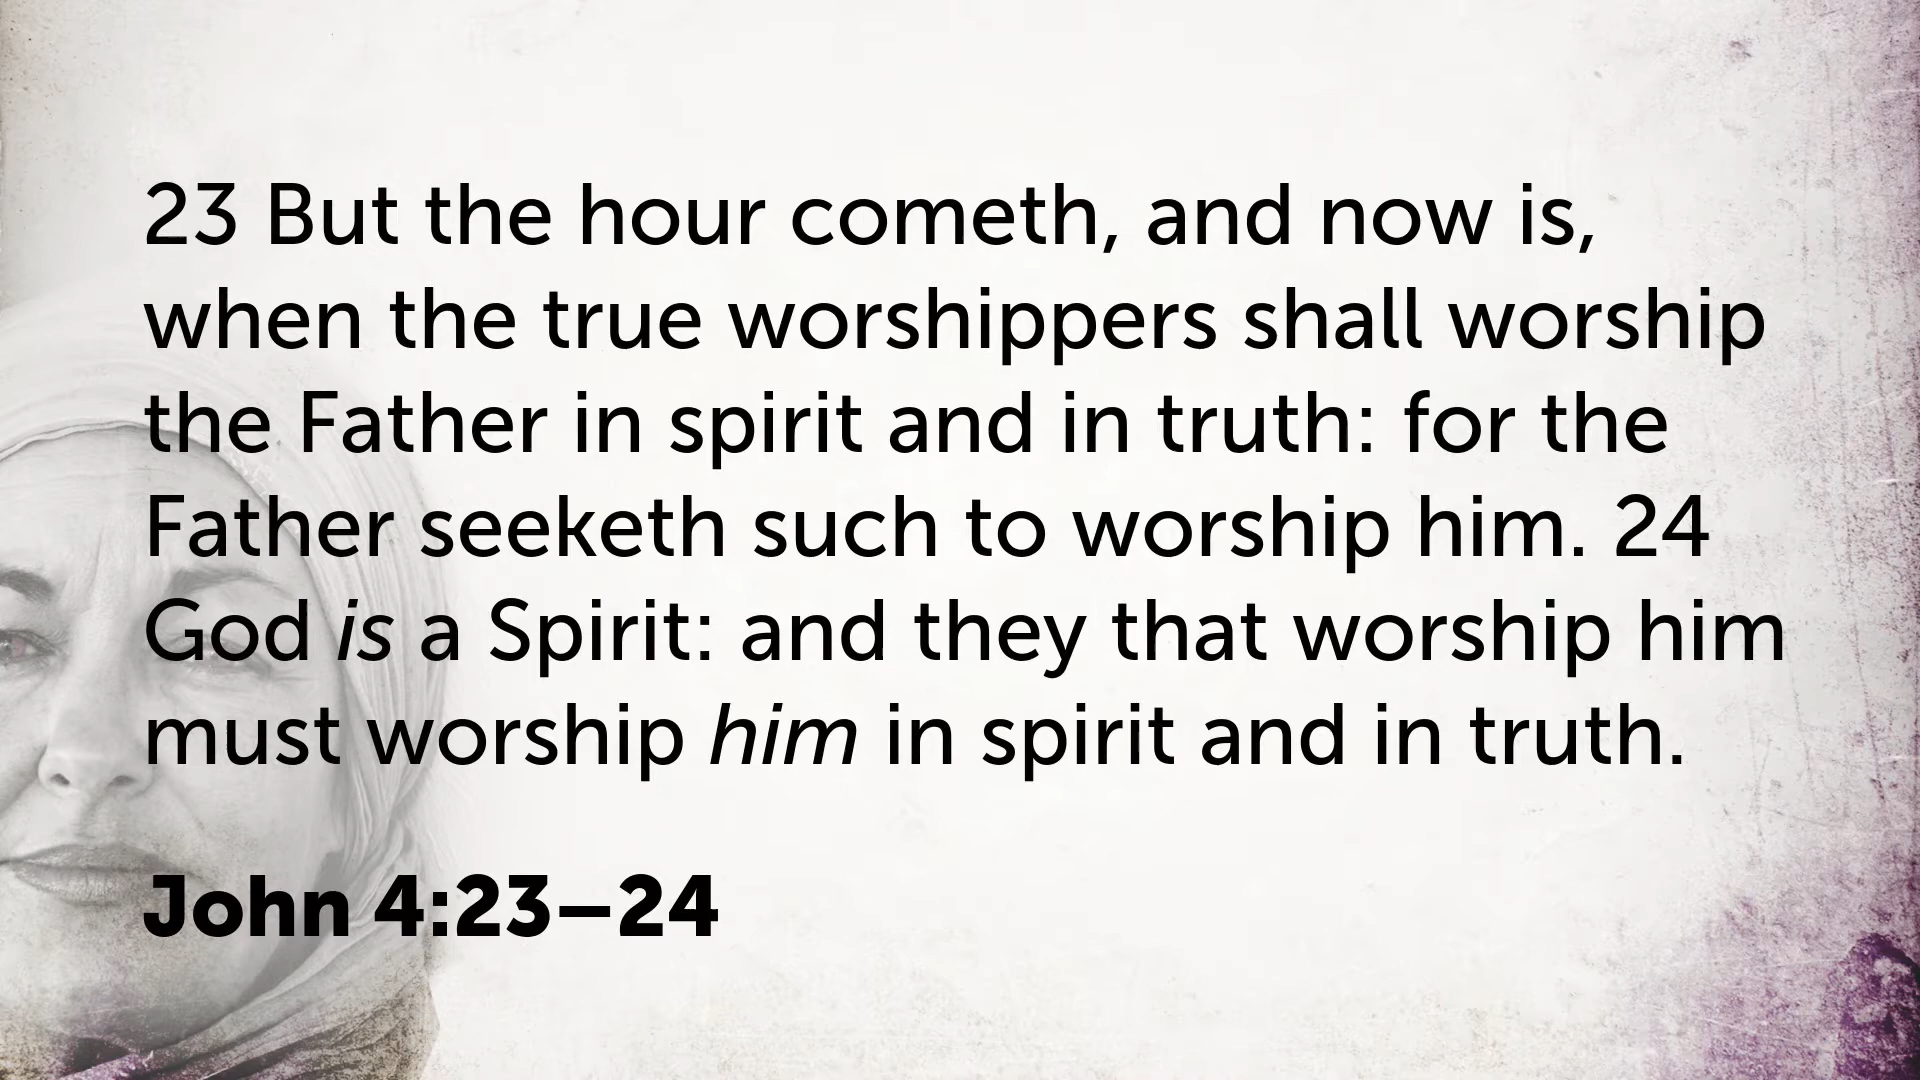 23 But the hour cometh, and now is,
when the true worshippers shall worship
the Father in spirit and in truth: for the
Father seeketh such to worship him. 24
God is a Spirit: and they that worship him
must worship him in spirit and in truth.
John 4:23–24